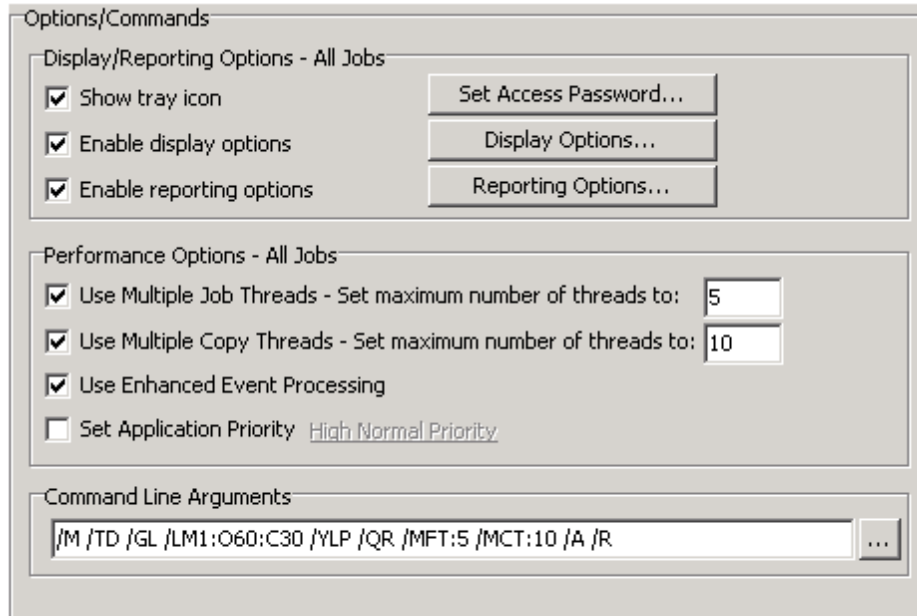 Options/Commands
Display/Reporting Options - All Jobs
Show tray icon
Set Access Password...
Enable display options
Display Options...
Enable reporting options
Reporting Options...
Performance Options - All Jobs
Use Multiple Job Threads - Set maximum number of threads to: 5
Use Multiple Copy Threads - Set maximum number of threads to: 10
Use Enhanced Event Processing
Set Application Priority High Normal Priority
Command Line Arguments
/M /TD /GL /LM1:O60:C30 /YLP /QR /MFT:5 /MCT:10 /A /R
...